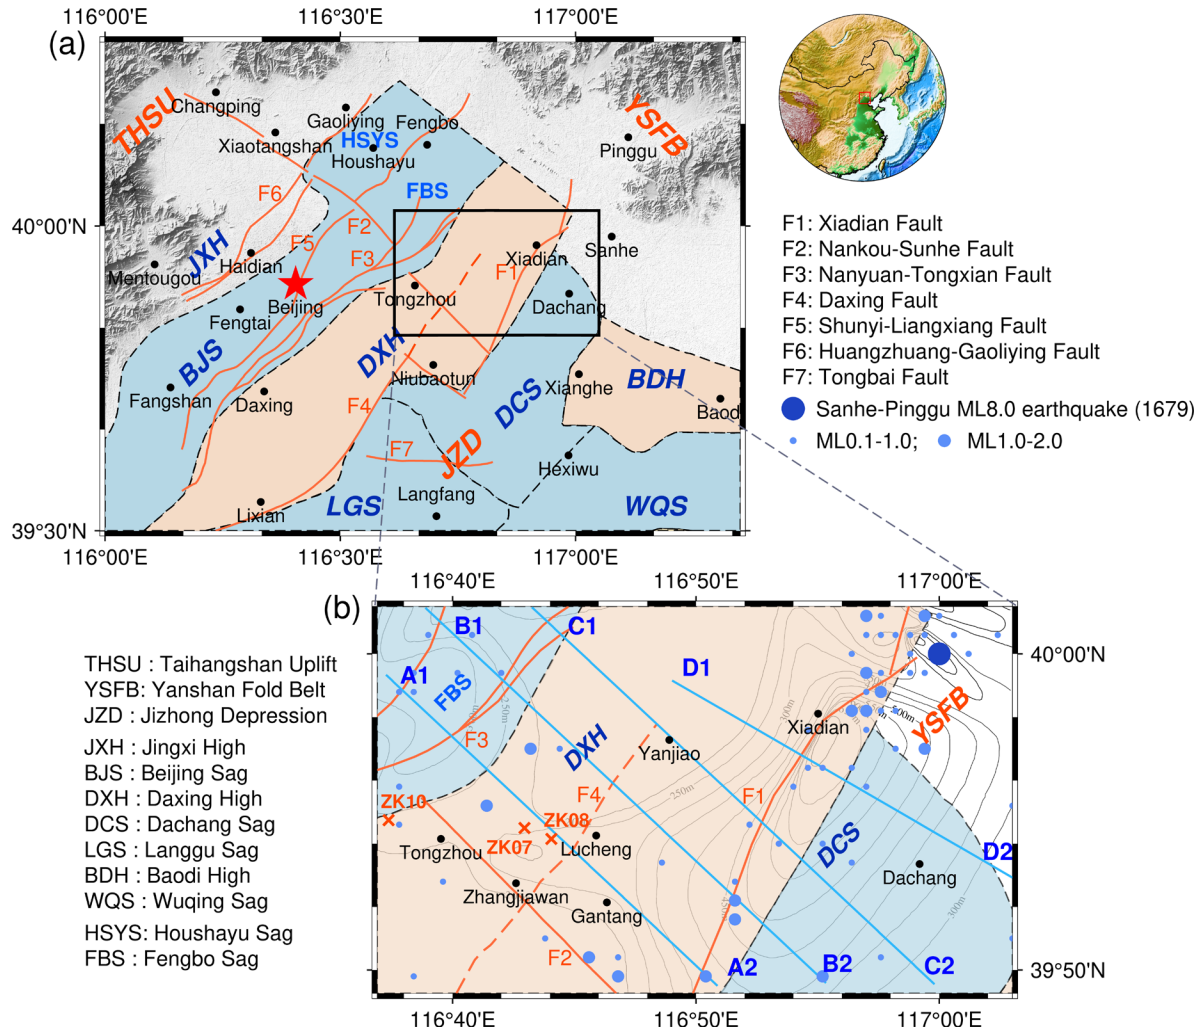 116°00'E 116°30'E 117°00'E
(a)
Changping
THSU
Gaoliying
Fengbo
YSFB
Xiaotangshan
HSYS
Houshayu
Pinggu
F6
FBS
40°00'N
F2
JXH
F5
Sanhe
Mentougou
Haidian
F3
Xiadian
F1
Beijing
Tongzhou
Dachang
Fengtai
BJS
DXH
Niubaotun
Xianghe
BDH
Fangshan
Daxing
F4
DCS
Baod
F7
JZD
Hexiwu
Langfang
Lixian
LGS
WQS
39°30'N
116°00'E 116°30'E 117°00'E
F1: Xiadian Fault
F2: Nankou-Sunhe Fault
F3: Nanyuan-Tongxian Fault
F4: Daxing Fault
F5: Shunyi-Liangxiang Fault
F6: Huangzhuang-Gaoliying Fault
F7: Tongbai Fault
Sanhe-Pinggu ML8.0 earthquake (1679)
ML0.1-1.0; ML1.0-2.0
THSU : Taihangshan Uplift
YSFB: Yanshan Fold Belt
JZD : Jizhong Depression
JXH : Jingxi High
BJS : Beijing Sag
DXH : Daxing High
DCS : Dachang Sag
LGS : Langgu Sag
BDH : Baodi High
WQS : Wuqing Sag
HSYS: Houshayu Sag
FBS : Fengbo Sag
(b)
116°40'E 116°50'E 117°00'E
B1
C1
40°00'N
A1
D1
FBS
250m
300m
500m
YSFB
F3
DXH
Xiadian
Yanjiao
250m
F4
F1
ZK10
ZK08
ZK07
Tongzhou
Lucheng
DCS
D2
Zhangjiawan
Dachang
Gantang
450m
300m
F2
A2
B2
C2
39°50'N
116°40'E 116°50'E 117°00'E